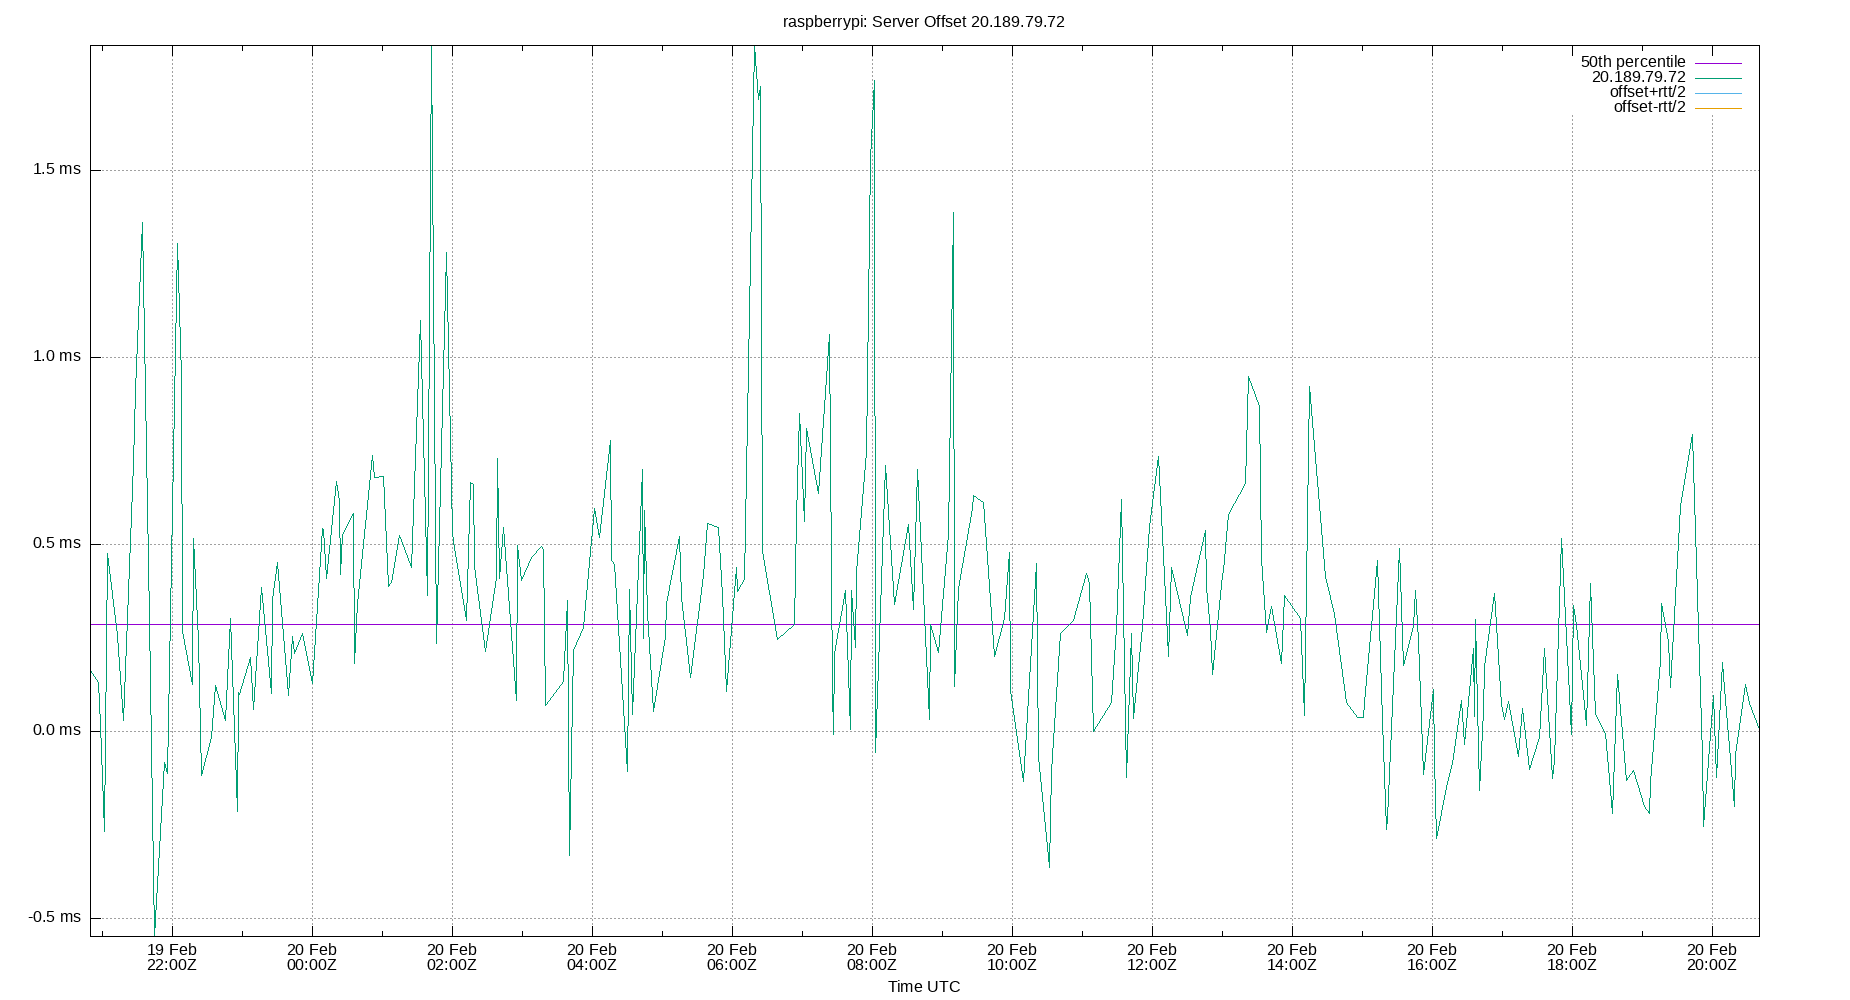 raspberrypi: Server Offset 20.189.79.72
50th percentile
20.189.79.72
offset+rtt/2
offset-rtt/2
1.5 ms
1.0 ms
0.5 ms
0.0 ms
-0.5 ms
19 Feb 20 Feb 20 Feb 20 Feb 20 Feb 20 Feb 20 Feb 20 Feb 20 Feb 20 Feb 20 Feb 20 Feb
22:00Z 00:00Z 02:00Z 04:00Z 06:00Z 08:00Z 10:00Z 12:00Z 14:00Z 16:00Z 18:00Z 20:00Z
Time UTC